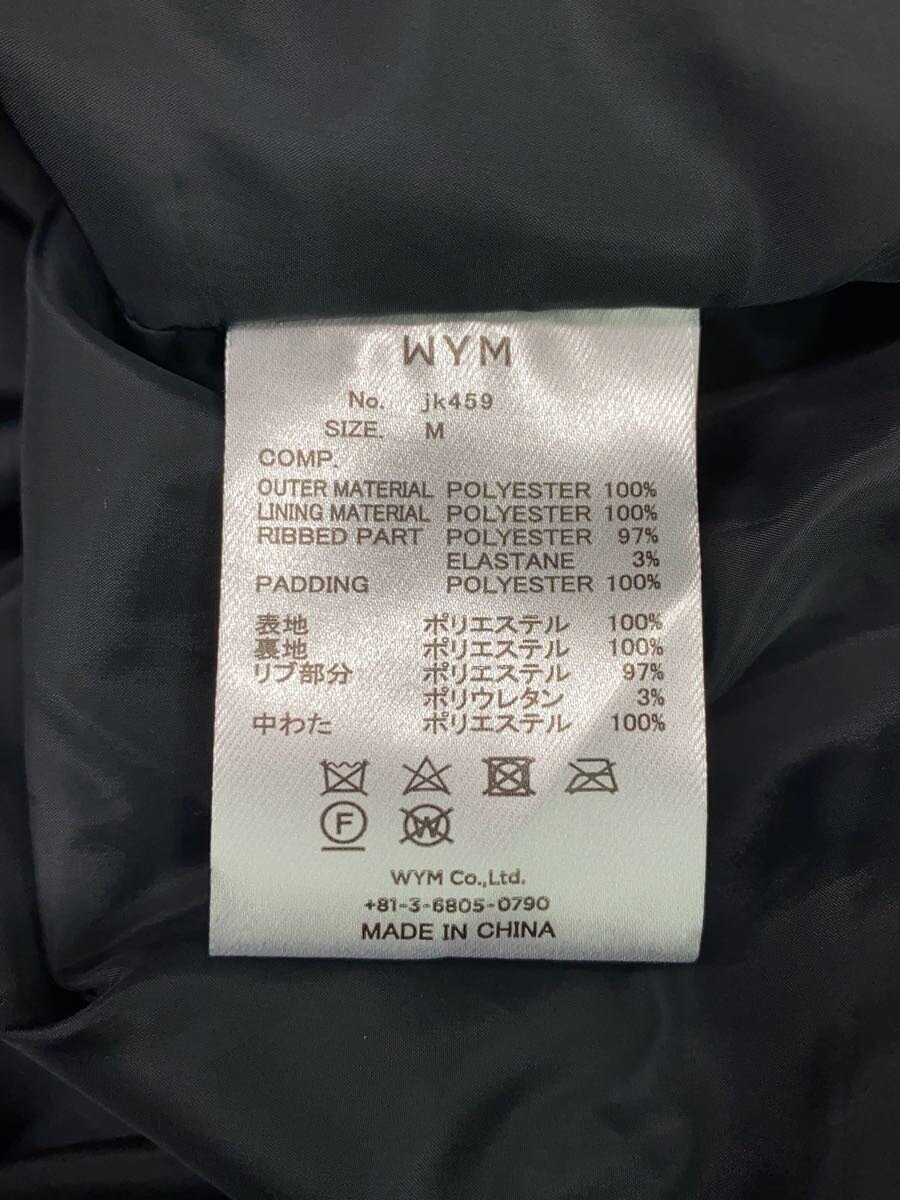 WYM
No. jk459
SIZE. M
COMP.
OUTER MATERIAL POLYESTER 100%
LINING MATERIAL POLYESTER 100%
RIBBED PART POLYESTER 97%
ELASTANE 3%
PADDING POLYESTER 100%
表地 ポリエステル 100%
裏地 ポリエステル 100%
リブ部分 ポリエステル 97%
ポリウレタン 3%
中わた ポリエステル 100%
F W
WYM Co.,Ltd.
+81-3-6805-0790
MADE IN CHINA